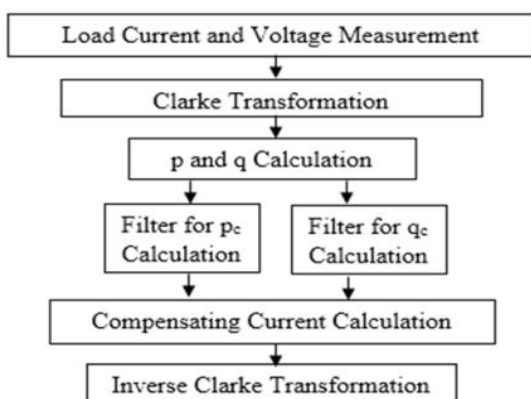 Load Current and Voltage Measurement
Clarke Transformation
p and q Calculation
Filter for pc
Calculation
Filter for qc
Calculation
Compensating Current Calculation
Inverse Clarke Transformation